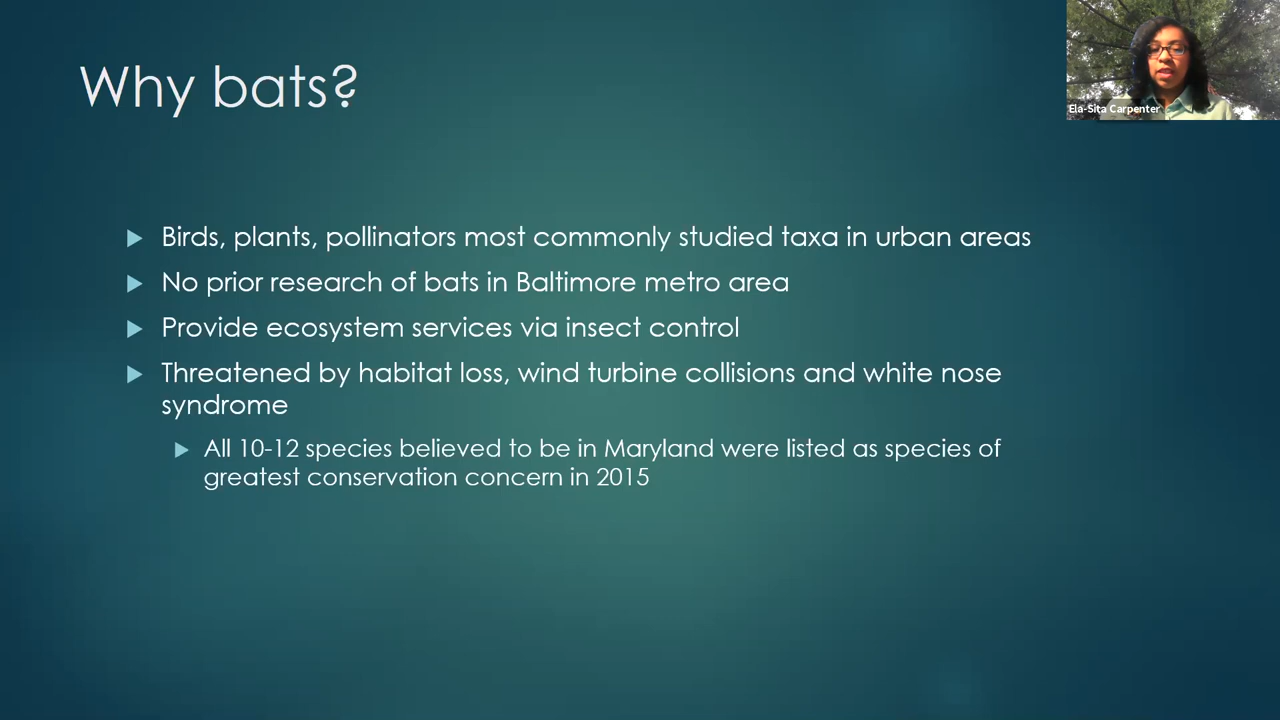 Why bats?
Ela-Sita Carpenter
Birds, plants, pollinators most commonly studied taxa in urban areas
No prior research of bats in Baltimore metro area
Provide ecosystem services via insect control
Threatened by habitat loss, wind turbine collisions and white nose
syndrome
All 10-12 species believed to be in Maryland were listed as species of
greatest conservation concern in 2015